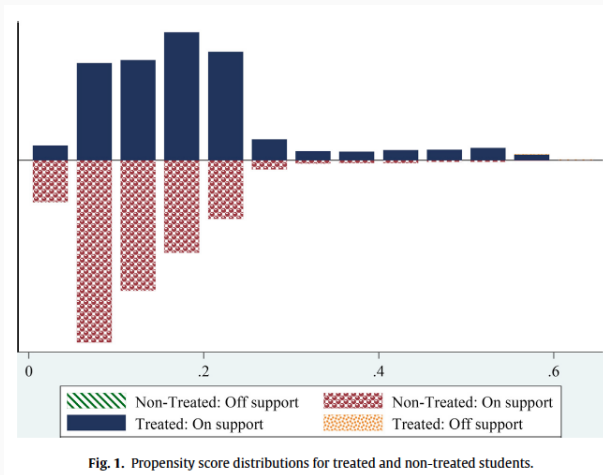 0 .2 .4 .6
Non-Treated: Off support Non-Treated: On support
Treated: On support Treated: Off support
Fig. 1. Propensity score distributions for treated and non-treated students.